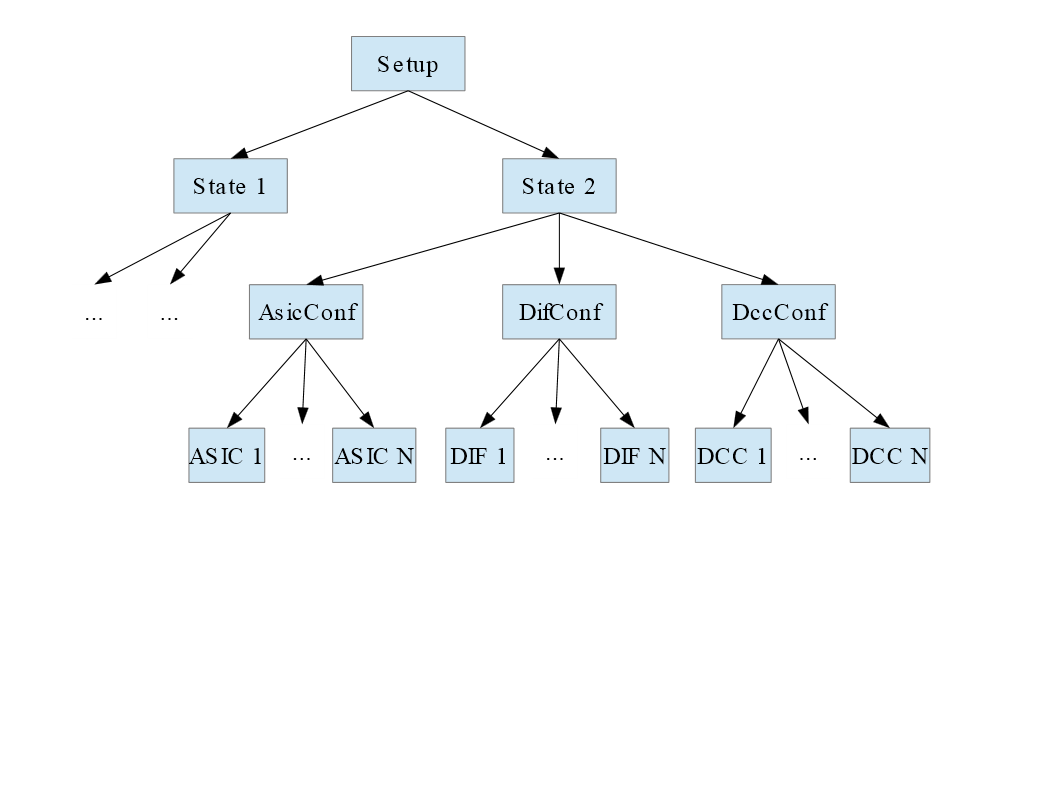 Setup
State 1
State 2
... ... AsicConf DifConf DccConf
ASIC 1 ... ASIC N DIF 1 ... DIF N DCC 1 ... DCC N